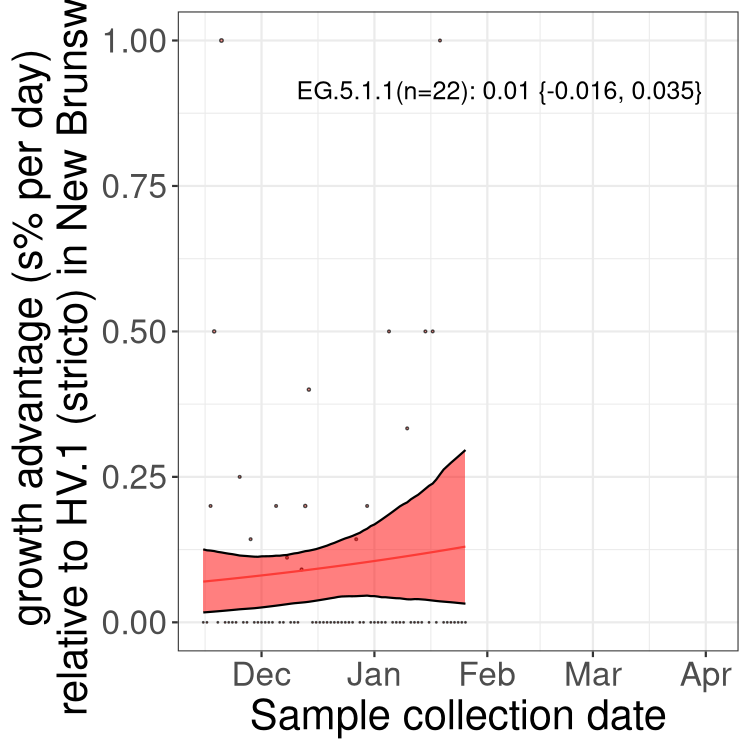 growth advantage (s% per day)
relative to HV.1 (stricto) in New Brunsw
1.00
0.75
0.50
0.25
0.00
EG.5.1.1(n=22): 0.01 {-0.016, 0.035}
Dec Jan Feb Mar Apr
Sample collection date